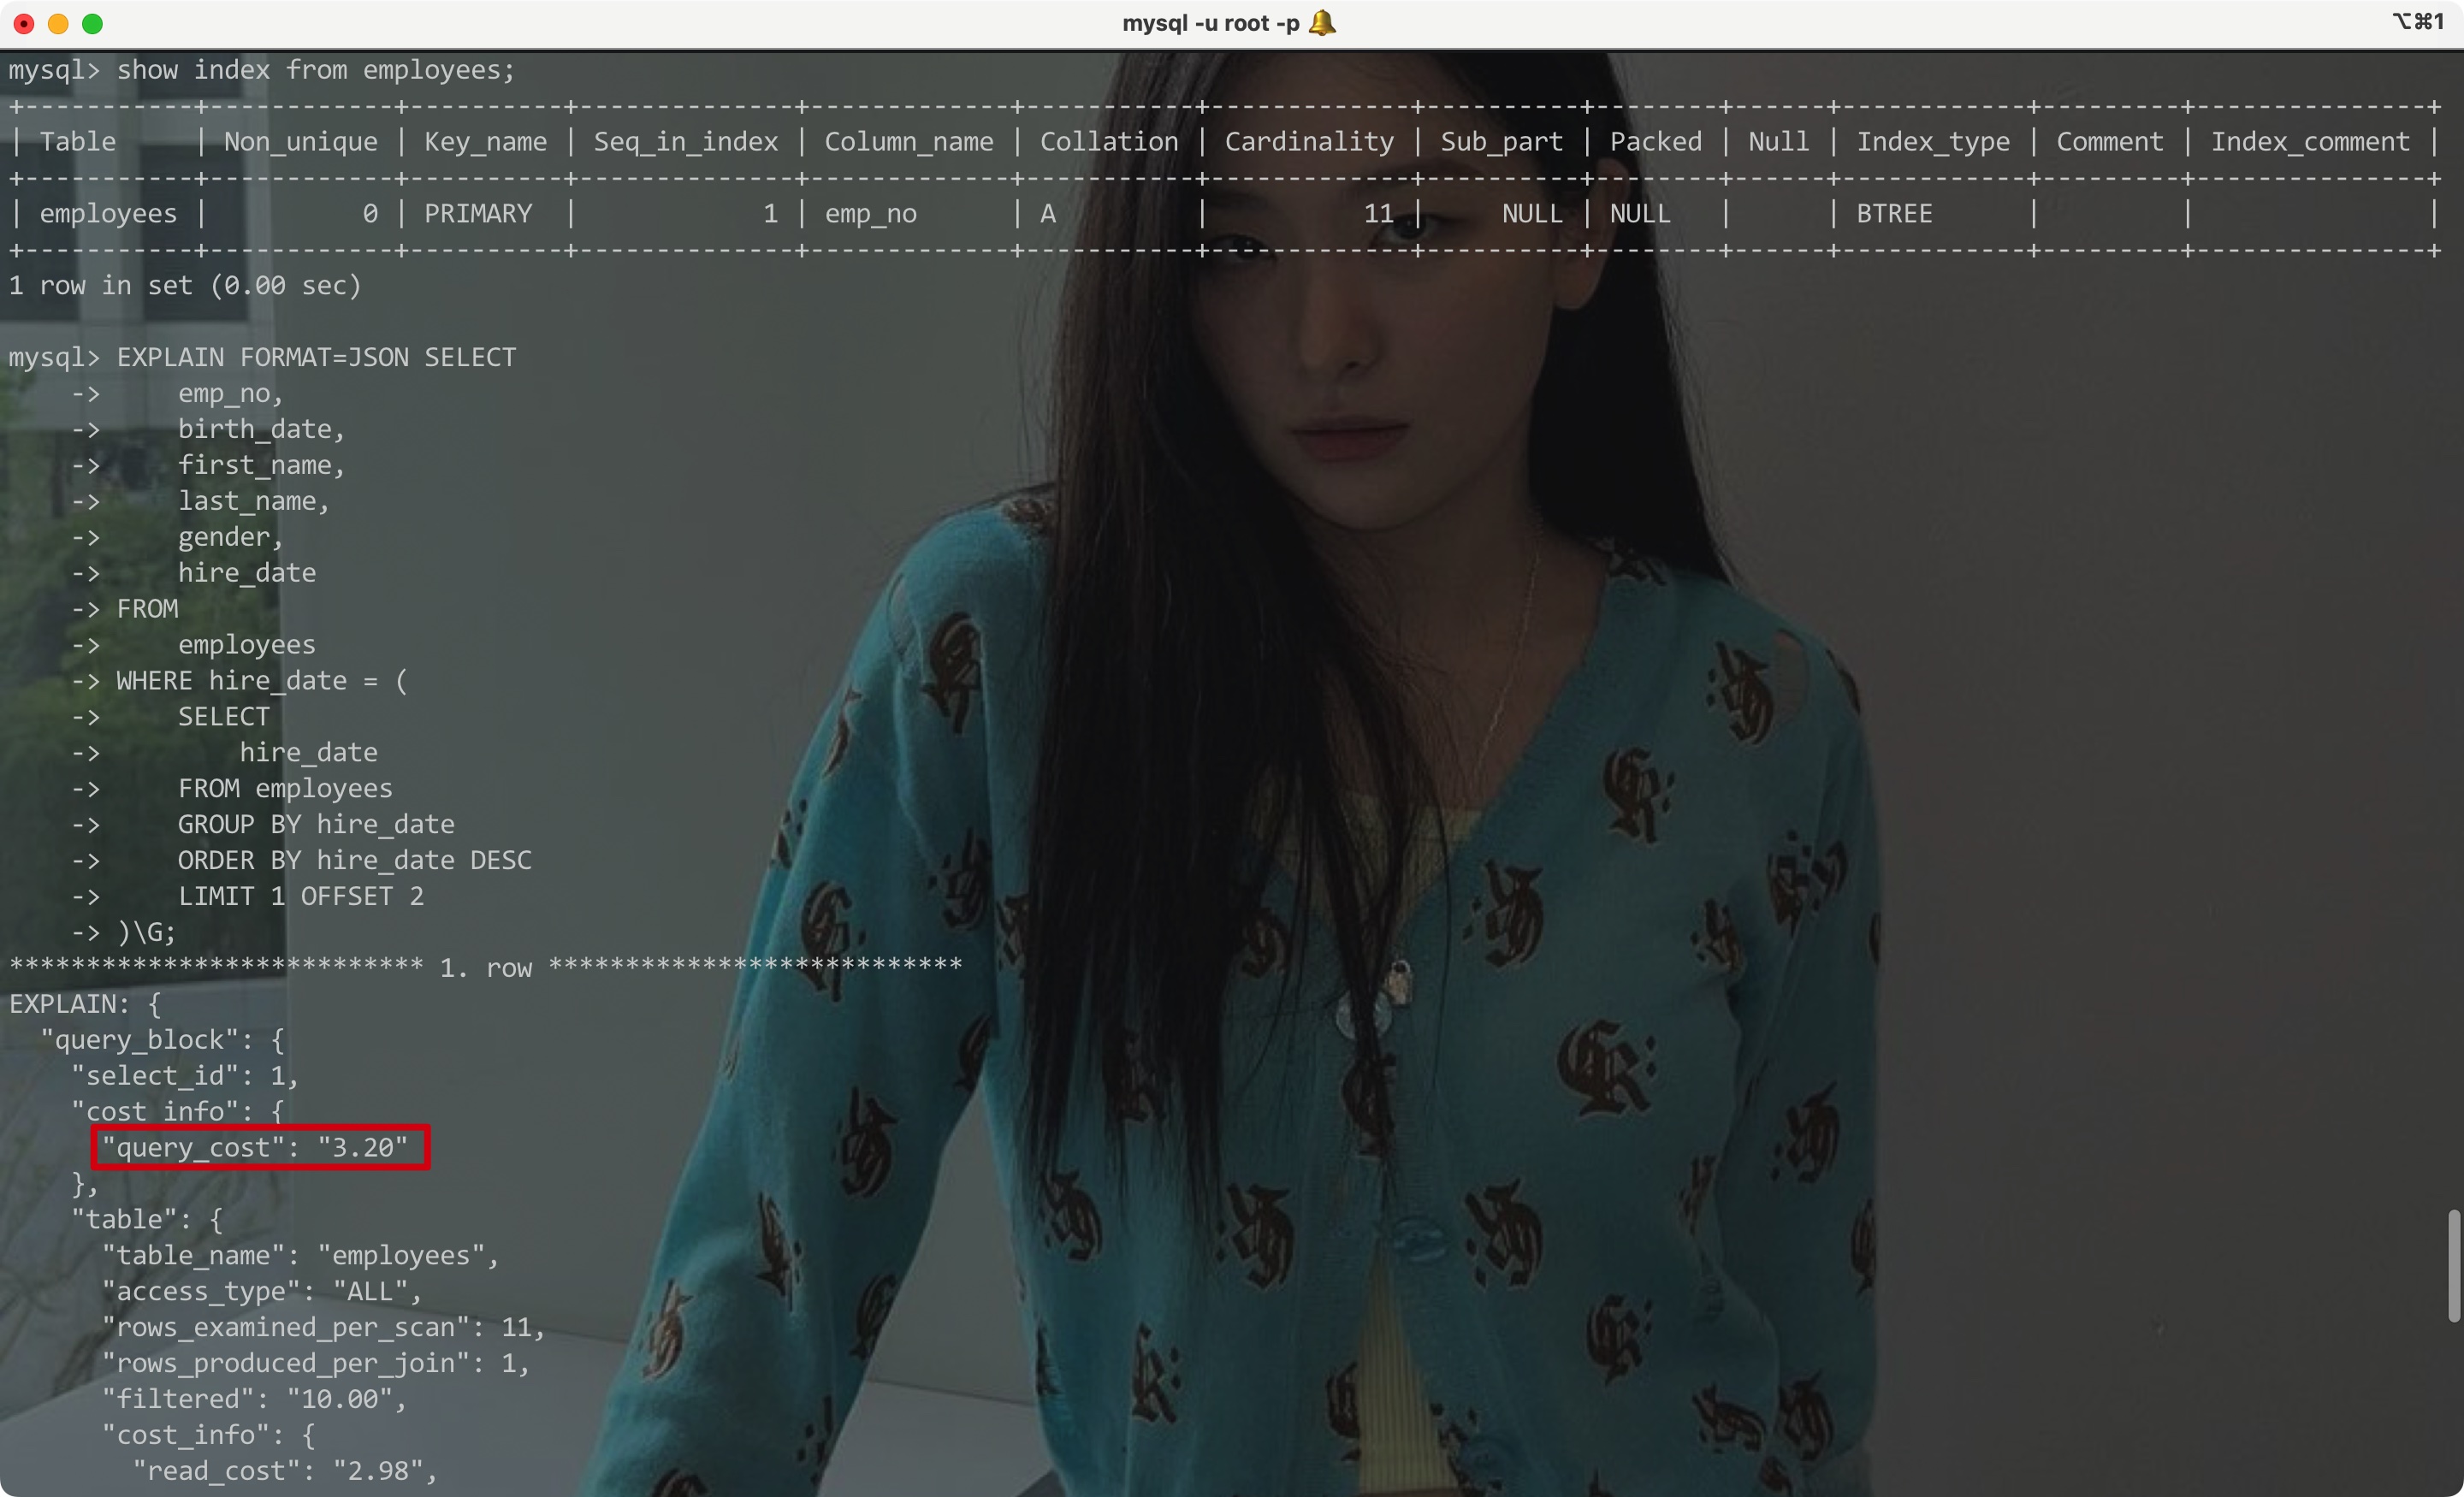 mysql -u root -p 🔔
⌥⌘1
mysql> show index from employees;
+-----------+------------+----------+--------------+-------------+-----------+-------------+----------+--------+------+------------+---------+---------------+
| Table     | Non_unique | Key_name | Seq_in_index | Column_name | Collation | Cardinality | Sub_part | Packed | Null | Index_type | Comment | Index_comment |
+-----------+------------+----------+--------------+-------------+-----------+-------------+----------+--------+------+------------+---------+---------------+
| employees |          0 | PRIMARY  |            1 | emp_no      | A         |          11 |     NULL | NULL   |      | BTREE      |         |               |
+-----------+------------+----------+--------------+-------------+-----------+-------------+----------+--------+------+------------+---------+---------------+
1 row in set (0.00 sec)
mysql> EXPLAIN FORMAT=JSON SELECT
    ->     emp_no,
    ->     birth_date,
    ->     first_name,
    ->     last_name,
    ->     gender,
    ->     hire_date
    -> FROM
    ->     employees
    -> WHERE hire_date = (
    ->     SELECT
    ->         hire_date
    ->     FROM employees
    ->     GROUP BY hire_date
    ->     ORDER BY hire_date DESC
    ->     LIMIT 1 OFFSET 2
    -> )\G;
*************************** 1. row ***************************
EXPLAIN: {
  "query_block": {
    "select_id": 1,
    "cost_info": {
      "query_cost": "3.20"
    },
    "table": {
      "table_name": "employees",
      "access_type": "ALL",
      "rows_examined_per_scan": 11,
      "rows_produced_per_join": 1,
      "filtered": "10.00",
      "cost_info": {
        "read_cost": "2.98",